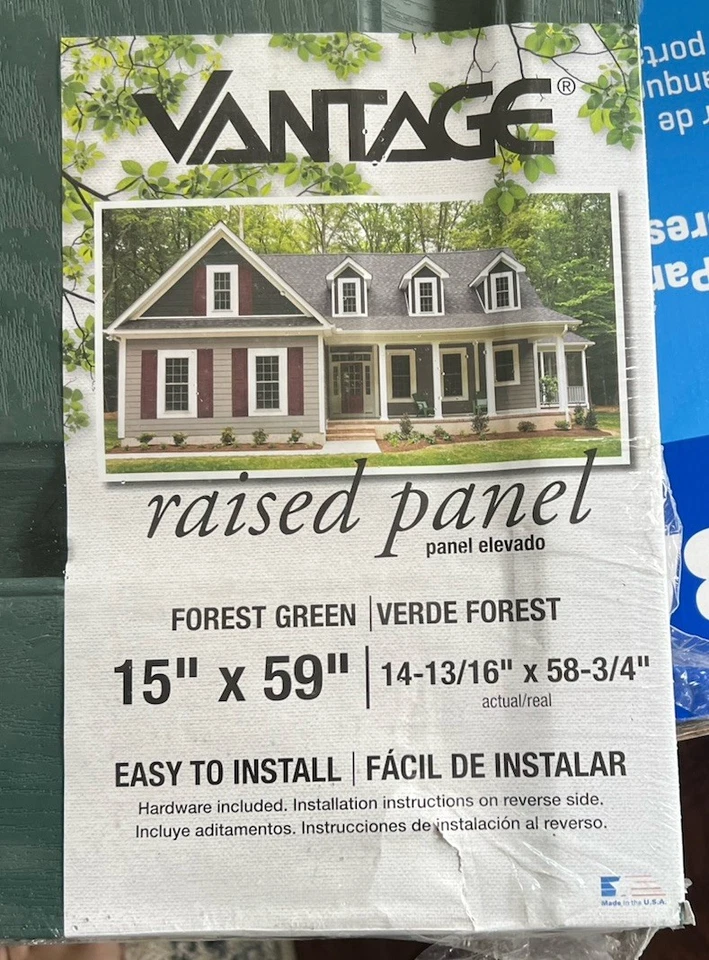 VANTAGE®
raised panel
panel elevado
FOREST GREEN | VERDE FOREST
15" x 59" | 14-13/16" x 58-3/4"
actual/real
EASY TO INSTALL | FÁCIL DE INSTALAR
Hardware included. Installation instructions on reverse side.
Incluye aditamentos. Instrucciones de instalación al reverso.
Made in the U.S.A.